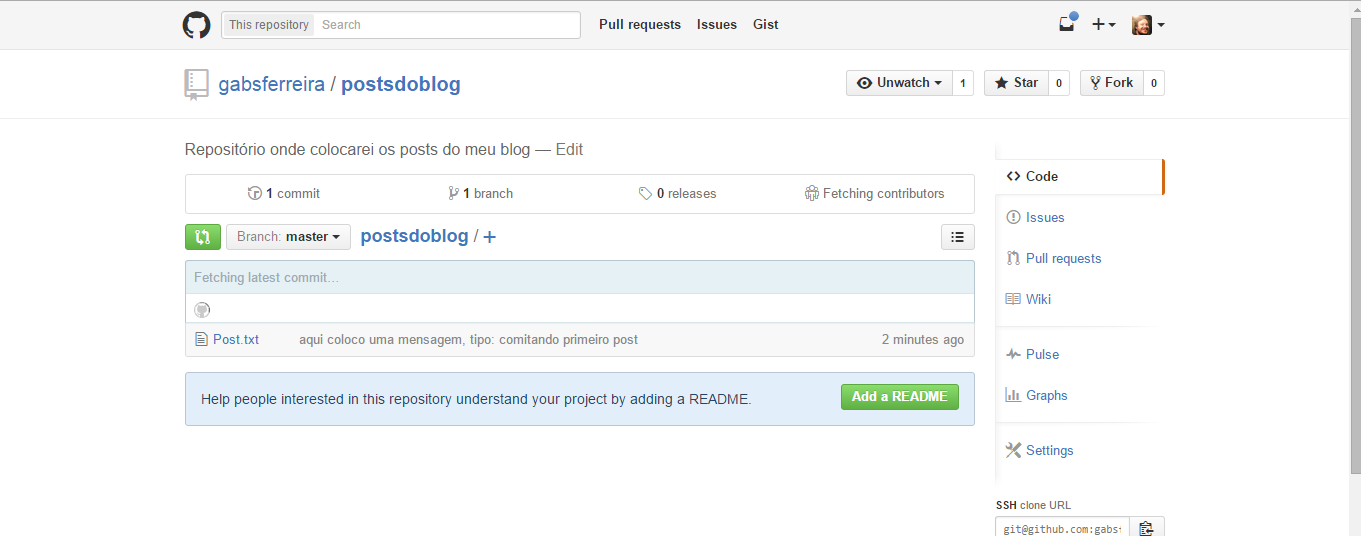 This repository Search Pull requests Issues Gist
gabsferreira / postsdoblog Unwatch 1 Star 0 Fork 0
Repositório onde colocarei os posts do meu blog — Edit
1 commit 1 branch 0 releases Fetching contributors
Branch: master postsdoblog / +
Fetching latest commit...
Post.txt aqui coloco uma mensagem, tipo: comitando primeiro post 2 minutes ago
Help people interested in this repository understand your project by adding a README. Add a README
Code
Issues
Pull requests
Wiki
Pulse
Graphs
Settings
SSH clone URL
git@github.com:gabs